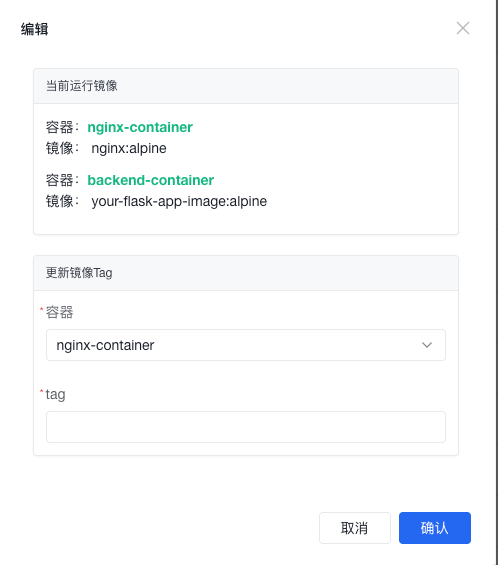 编辑
当前运行镜像
容器： nginx-container
镜像： nginx:alpine
容器： backend-container
镜像： your-flask-app-image:alpine
更新镜像Tag
* 容器
nginx-container
* tag
取消
确认